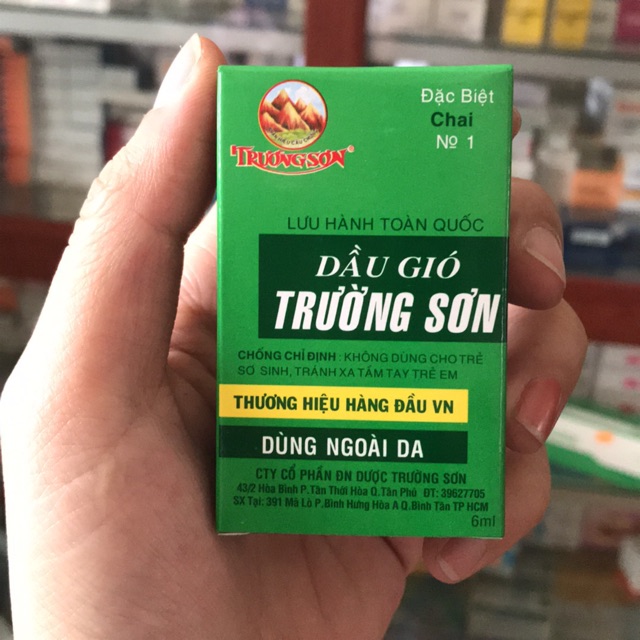 TRƯỜNGSƠN®
Đặc Biệt
Chai
№ 1
LƯU HÀNH TOÀN QUỐC
DẦU GIÓ
TRƯỜNG SƠN
CHỐNG CHỈ ĐỊNH : KHÔNG DÙNG CHO TRẺ
SƠ SINH, TRÁNH XA TẦM TAY TRẺ EM
THƯƠNG HIỆU HÀNG ĐẦU VN
DÙNG NGOÀI DA
CTY CỔ PHẦN ĐN DƯỢC TRƯỜNG SƠN
43/2 Hòa Bình P.Tân Thới Hòa Q.Tân Phú ĐT: 39627705
SX Tại: 391 Mã Lò P.Bình Hưng Hòa A Q.Bình Tân TP HCM
6ml